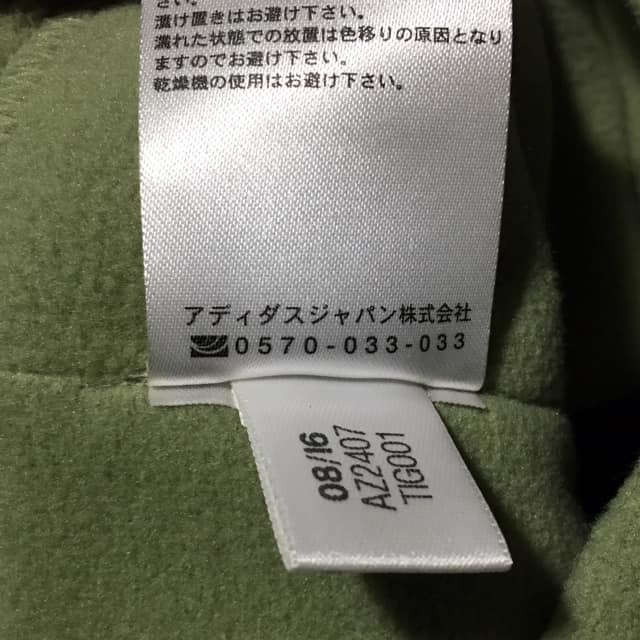 さい。
漬け置きはお避け下さい。
濡れた状態での放置は色移りの原因となり
ますのでお避け下さい。
乾燥機の使用はお避け下さい。
アディダスジャパン株式会社
0570-033-033
08/16
AZ2407
TIG001